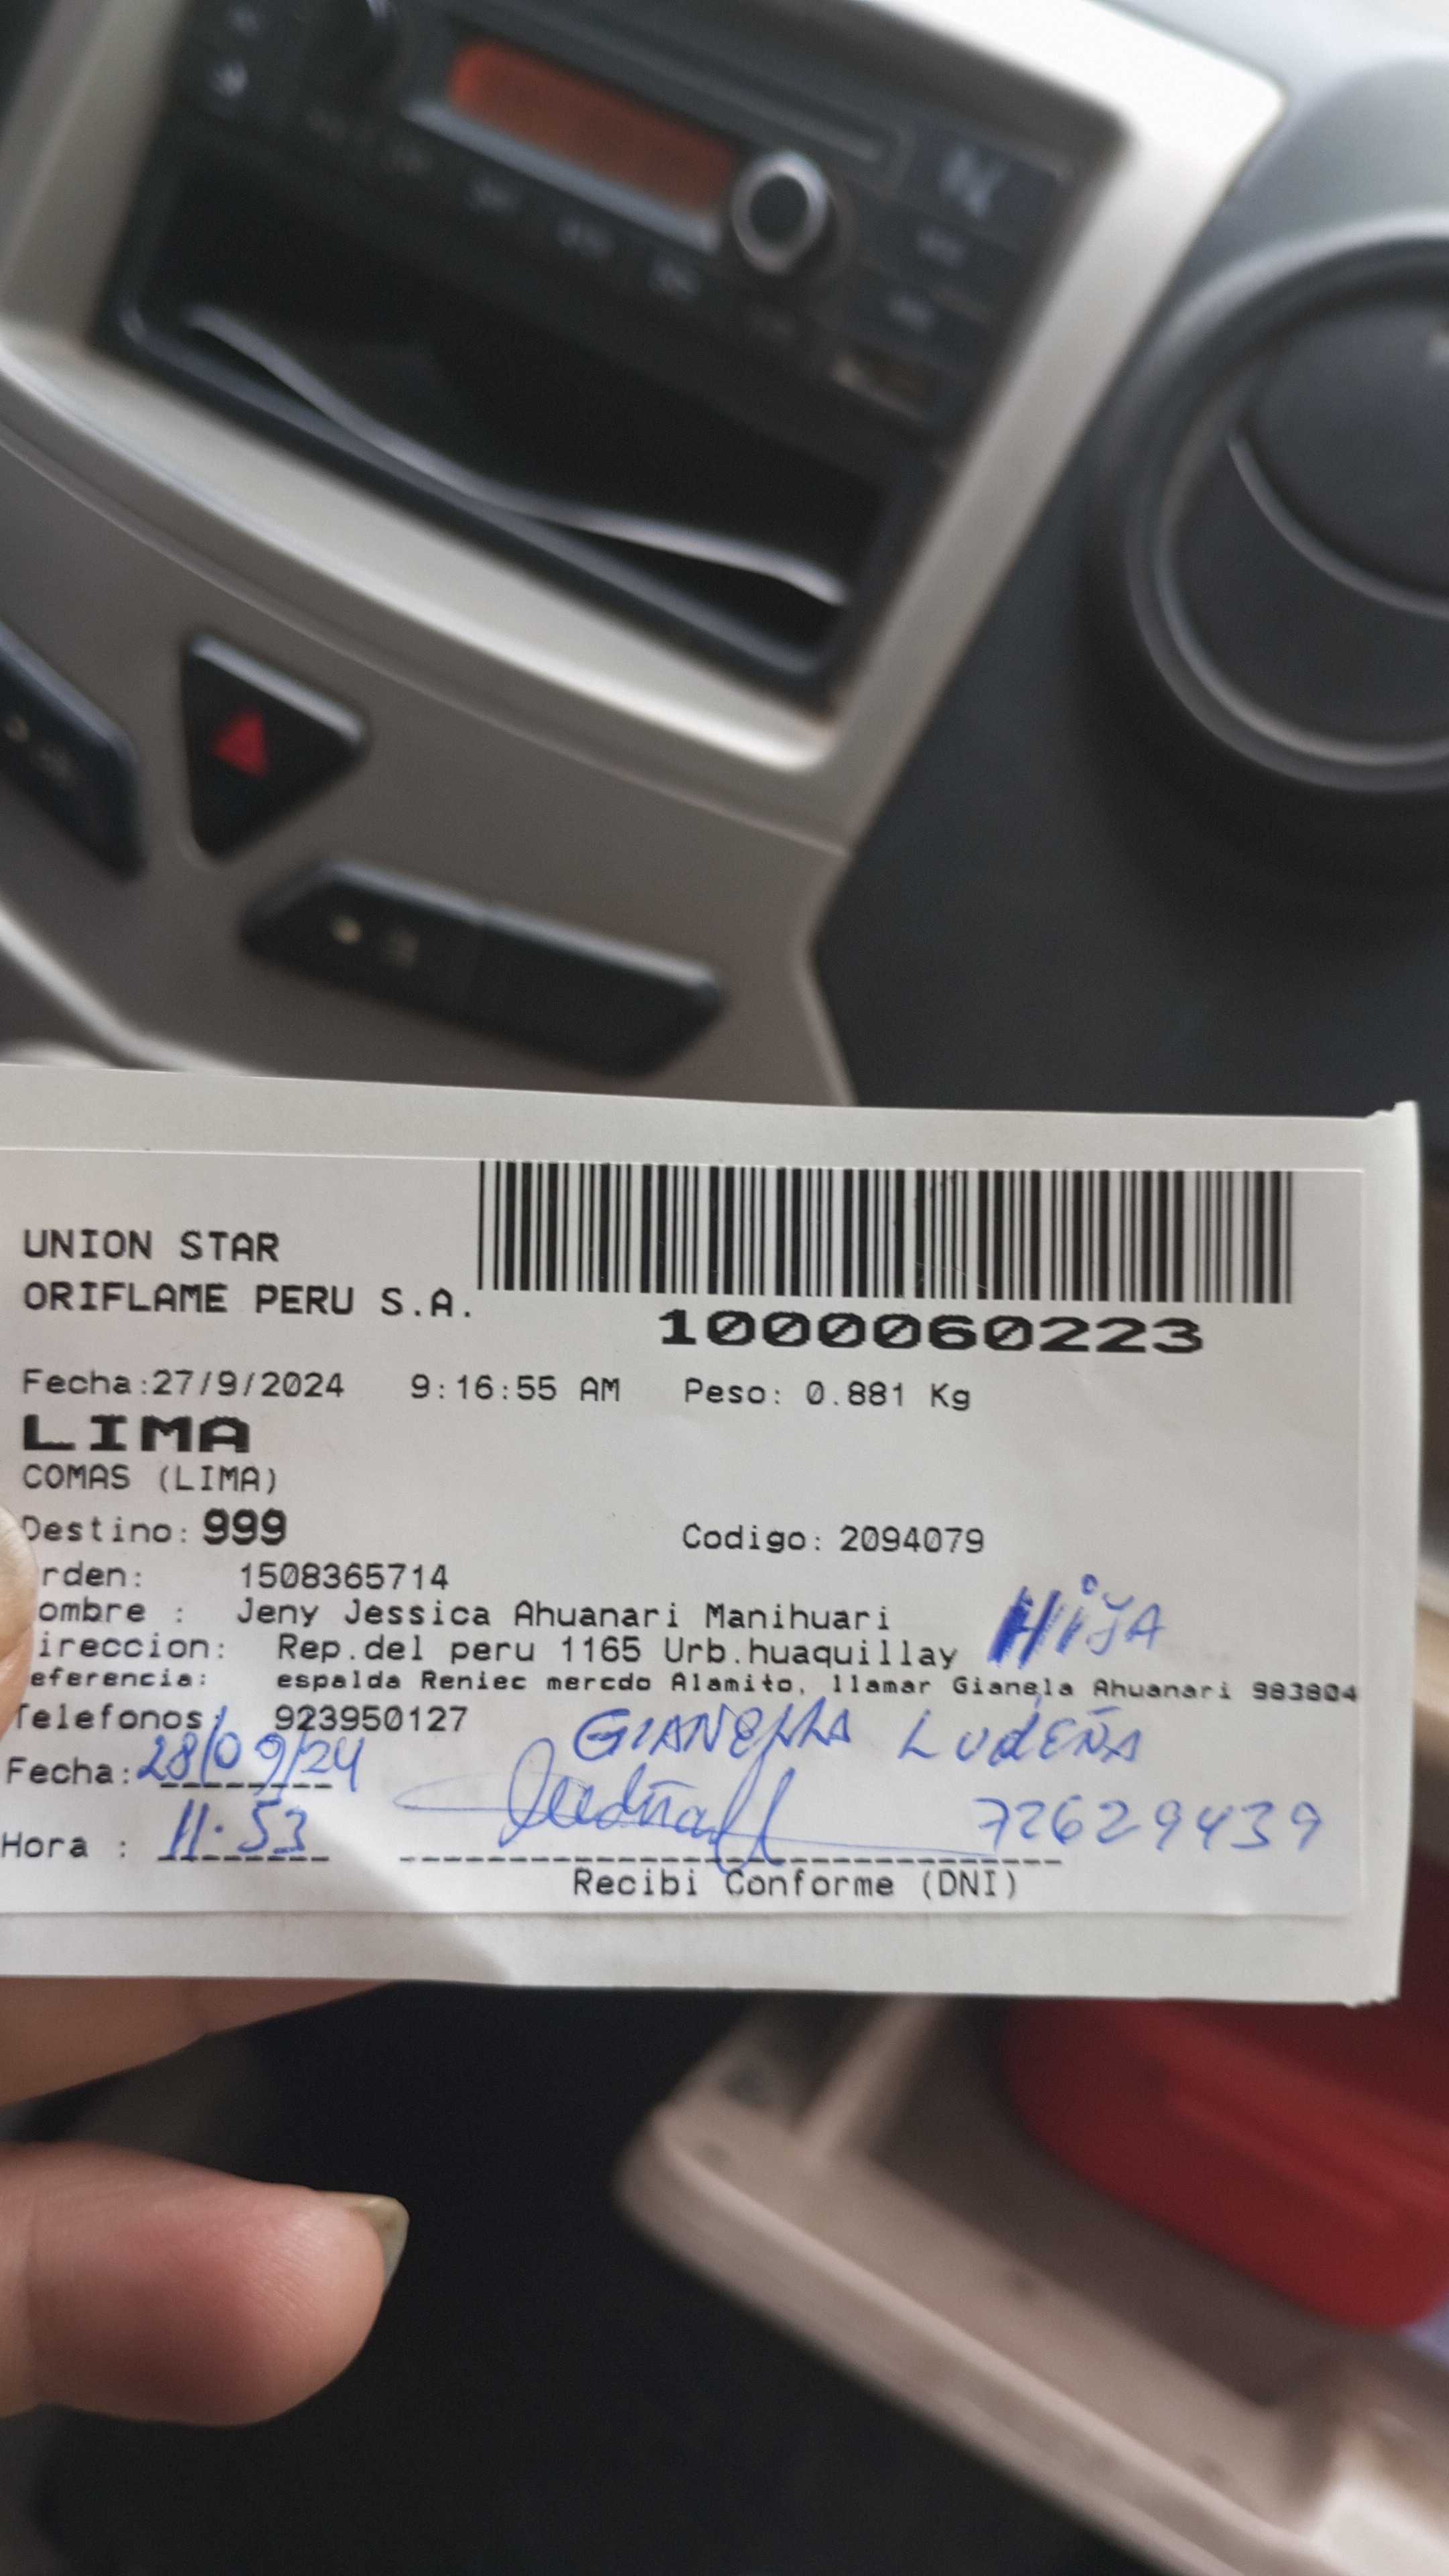 UNION STAR
ORIFLAME PERU S.A.
1000060223
Fecha:27/9/2024 9:16:55 AM Peso: 0.881 Kg
LIMA
COMAS (LIMA)
Destino: 999 Codigo: 2094079
rden: 1508365714
ombre : Jeny Jessica Ahuanari Manihuari HiJA
ireccion: Rep.del peru 1165 Urb.huaquillay
eferencia: espalda Reniec mercdo Alamito, llamar Gianela Ahuanari 983804
Telefonos: 923950127
GIANELLA LUDEÑA
Fecha: 28/09/24
72629439
Hora : 11:53
Recibi Conforme (DNI)